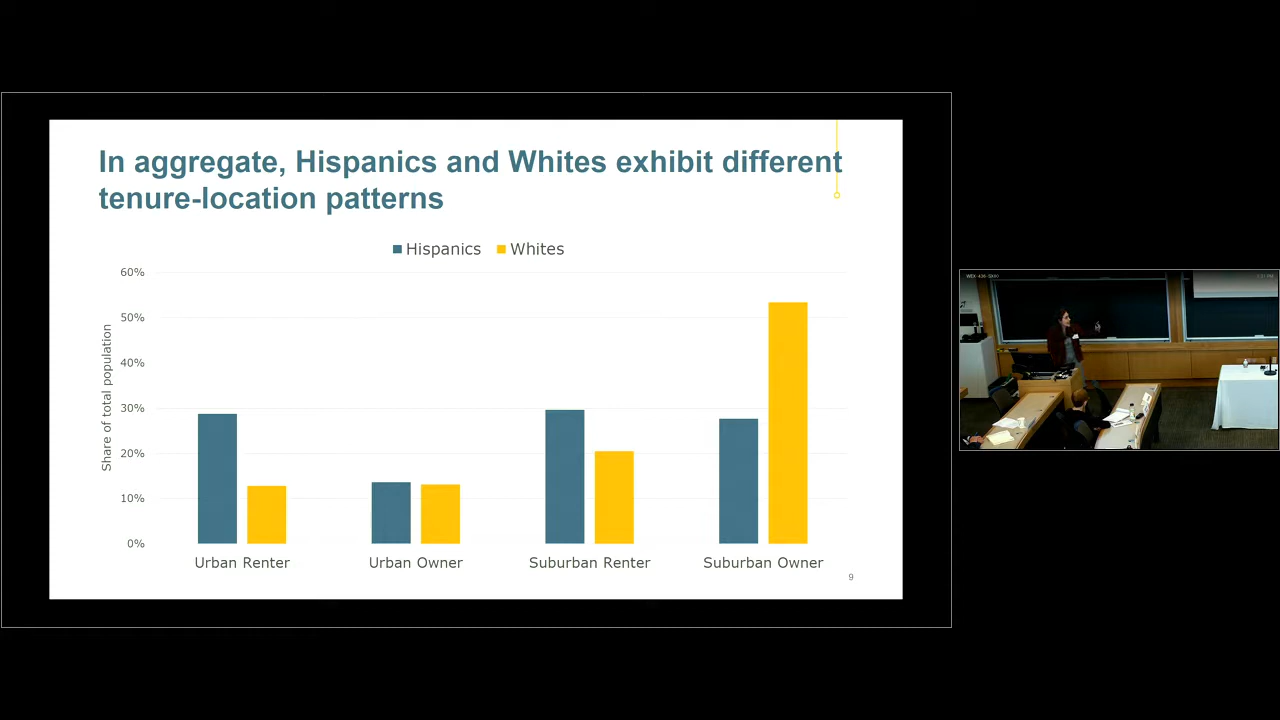 In aggregate, Hispanics and Whites exhibit different
tenure-location patterns
Hispanics Whites
Share of total population
60%
50%
40%
30%
20%
10%
0%
Urban Renter Urban Owner Suburban Renter Suburban Owner
9